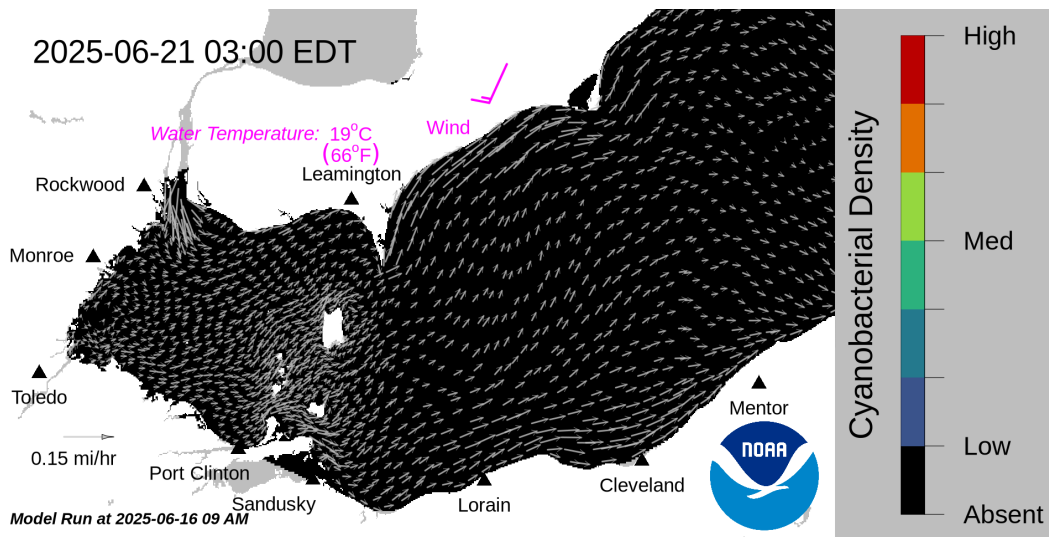 2025-06-21 03:00 EDT
Water Temperature: 19°C
(66°F)
Wind
Leamington
Rockwood
Monroe
Toledo
0.15 mi/hr
Port Clinton
Sandusky
Lorain
Cleveland
Mentor
NOAA
Model Run at 2025-06-16 09 AM
Cyanobacterial Density
High
Med
Low
Absent